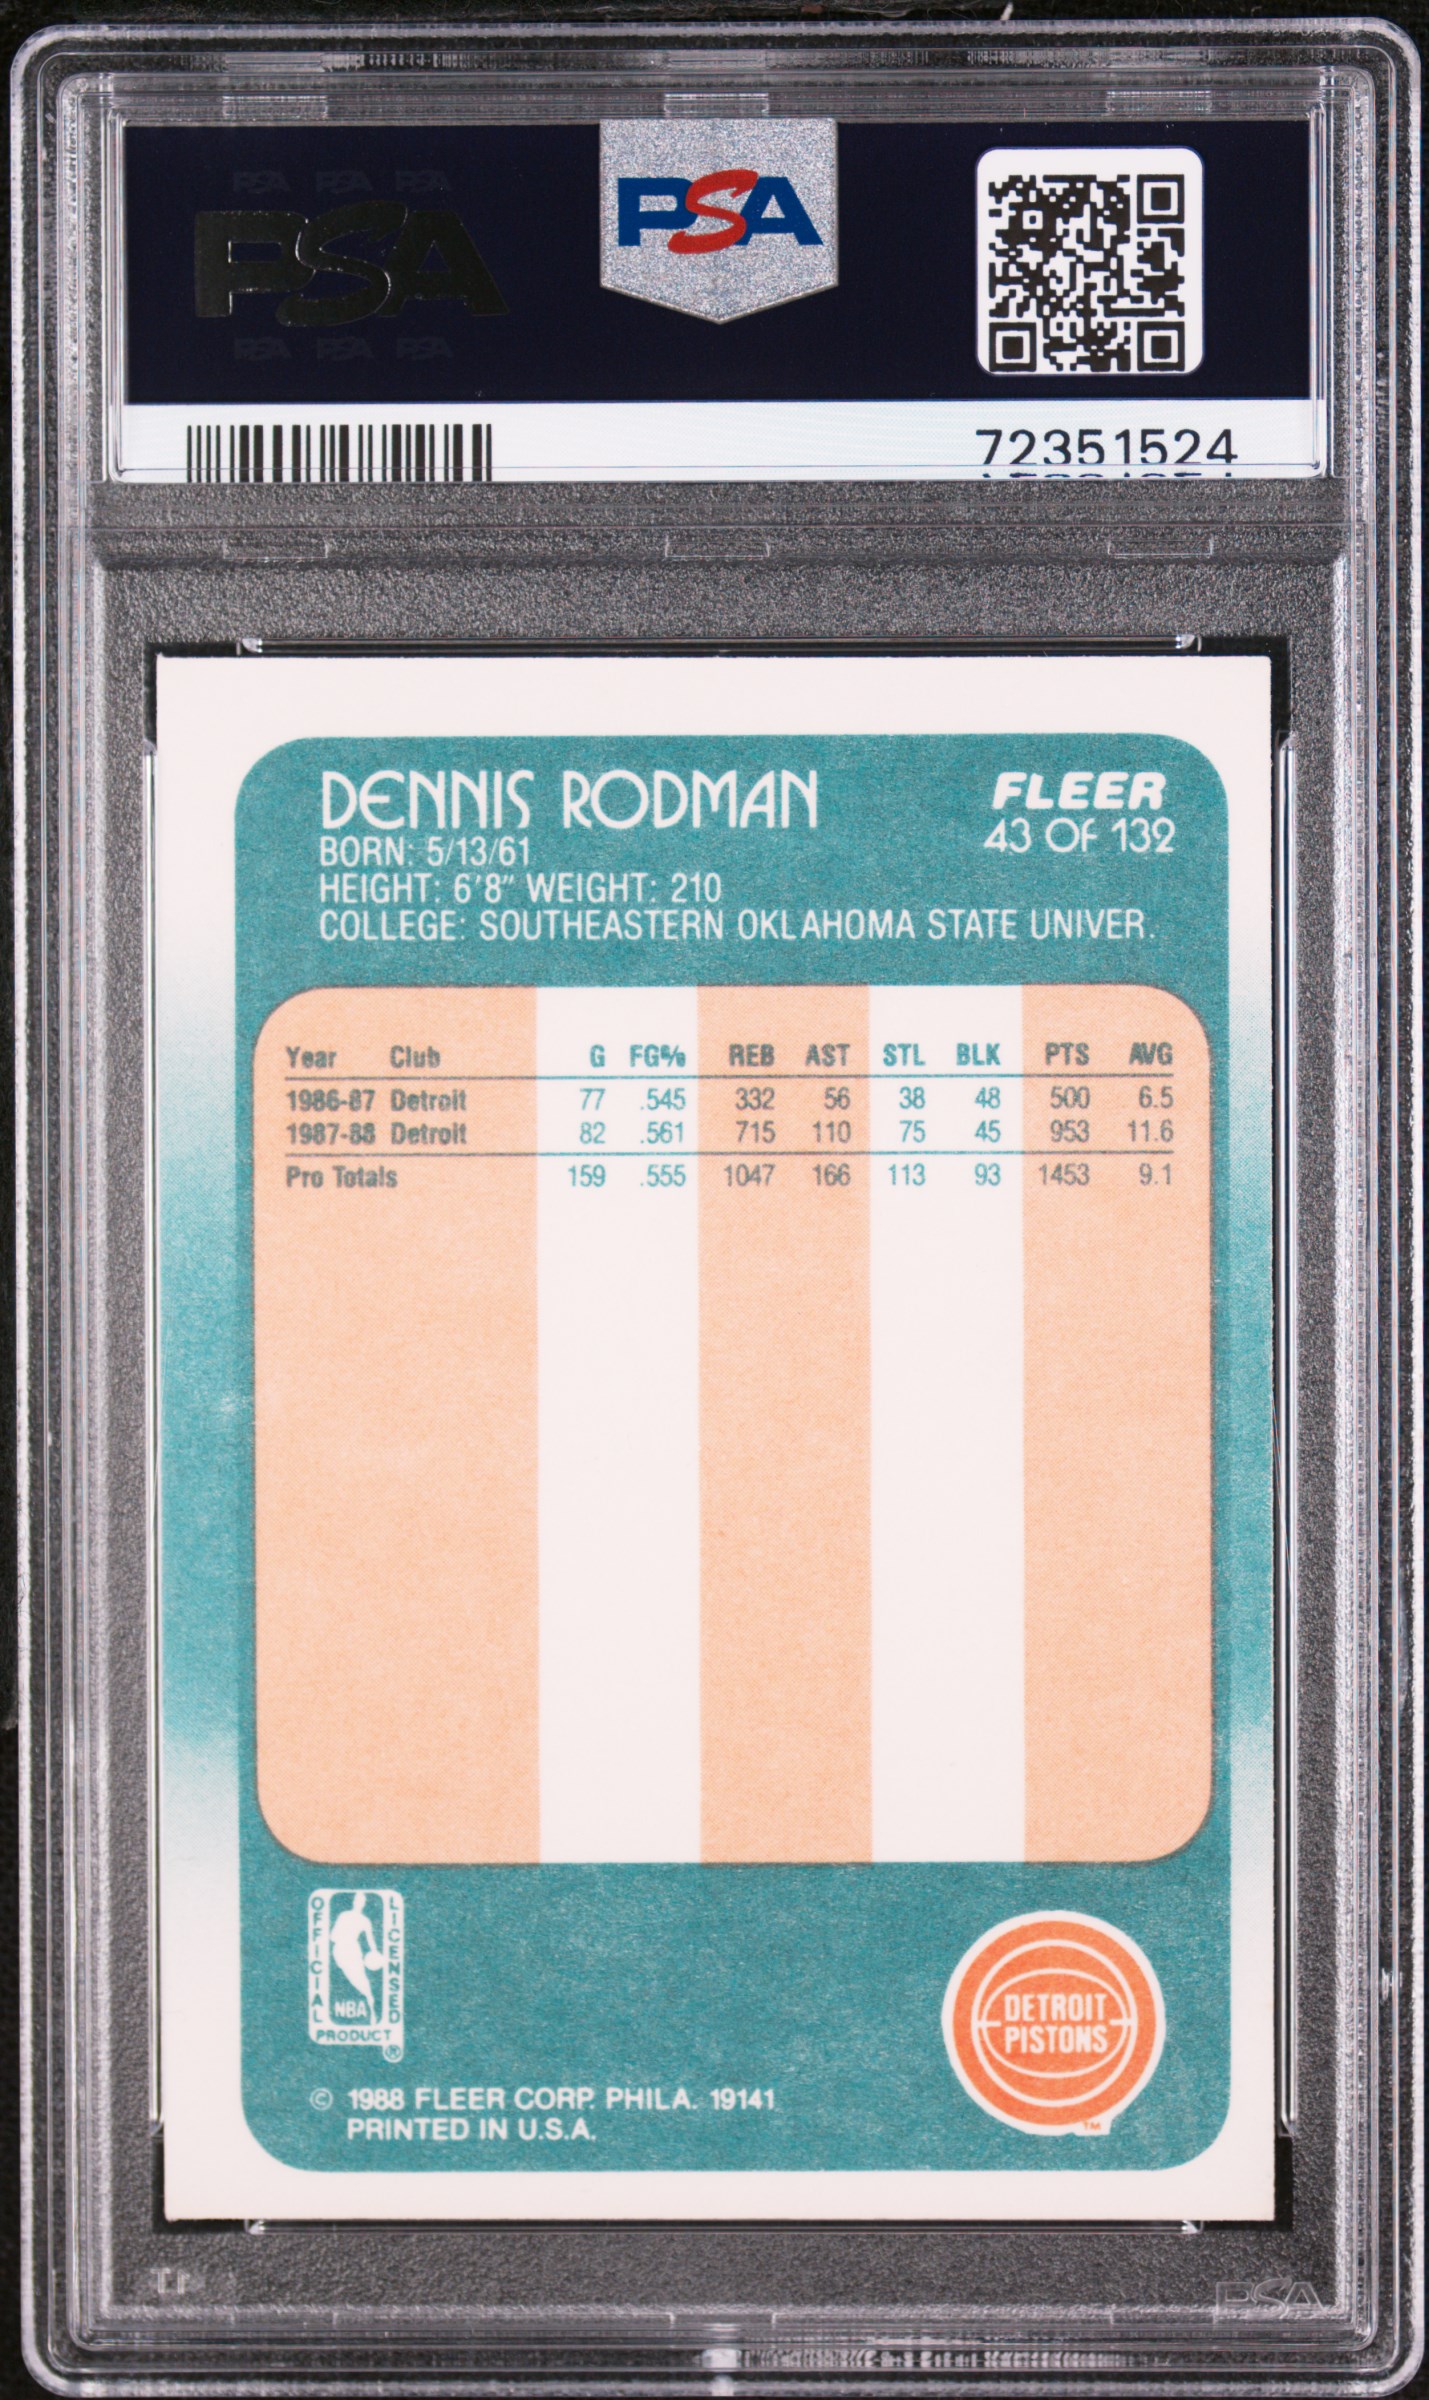 PSA PSA PSA
PSA
PSA PSA PSA
PSA
72351524
DENNIS RODMAN
FLEER
43 OF 132
BORN: 5/13/61
HEIGHT: 6'8" WEIGHT: 210
COLLEGE: SOUTHEASTERN OKLAHOMA STATE UNIVER.
Year Club G FG% REB AST STL BLK PTS AVG
1986-87 Detroit 77 .545 332 56 38 48 500 6.5
1987-88 Detroit 82 .561 715 110 75 45 953 11.6
Pro Totals 159 .555 1047 166 113 93 1453 9.1
OFFICIAL
LICENSED
NBA
PRODUCT
®
DETROIT
PISTONS
TM
© 1988 FLEER CORP. PHILA. 19141
PRINTED IN U.S.A.
PSA